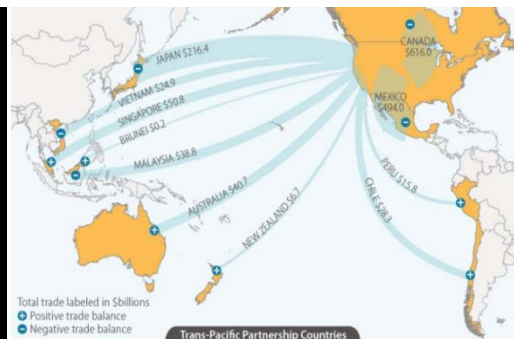 CANADA
$616.0
JAPAN $216.4
MEXICO
$494.0
VIETNAM $24.9
SINGAPORE $50.8
BRUNEI $0.2
MALAYSIA $38.8
AUSTRALIA $40.7
NEW ZEALAND $6.7
PERU $15.8
CHILE $28.3
Total trade labeled in $billions
Positive trade balance
Negative trade balance
Trans-Pacific Partnership Countries